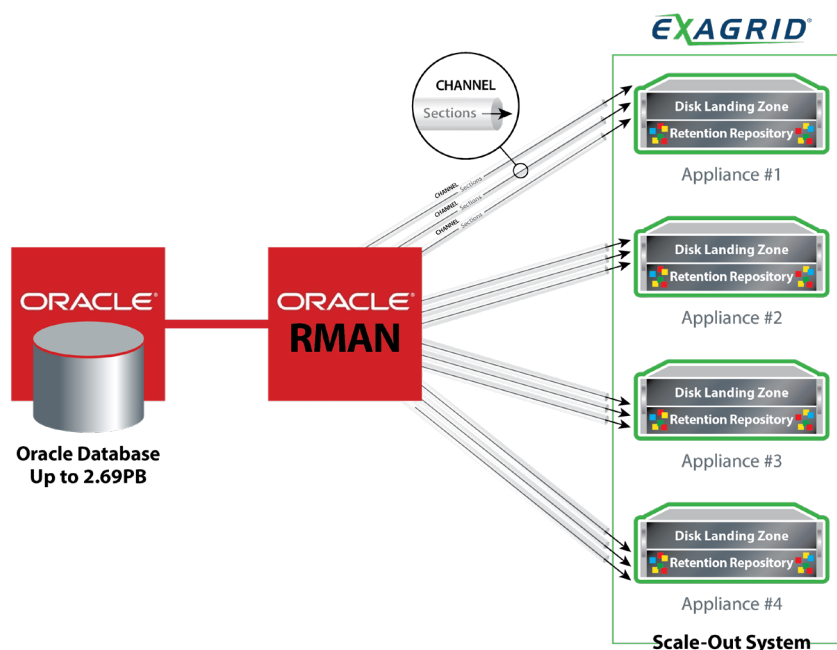 EXAGRID®
CHANNEL
Sections
CHANNEL Sections
CHANNEL Sections
CHANNEL Sections
Disk Landing Zone
Retention Repository
Appliance #1
Disk Landing Zone
Retention Repository
Appliance #2
ORACLE®
ORACLE®
RMAN
Oracle Database
Up to 2.69PB
Disk Landing Zone
Retention Repository
Appliance #3
Disk Landing Zone
Retention Repository
Appliance #4
Scale-Out System